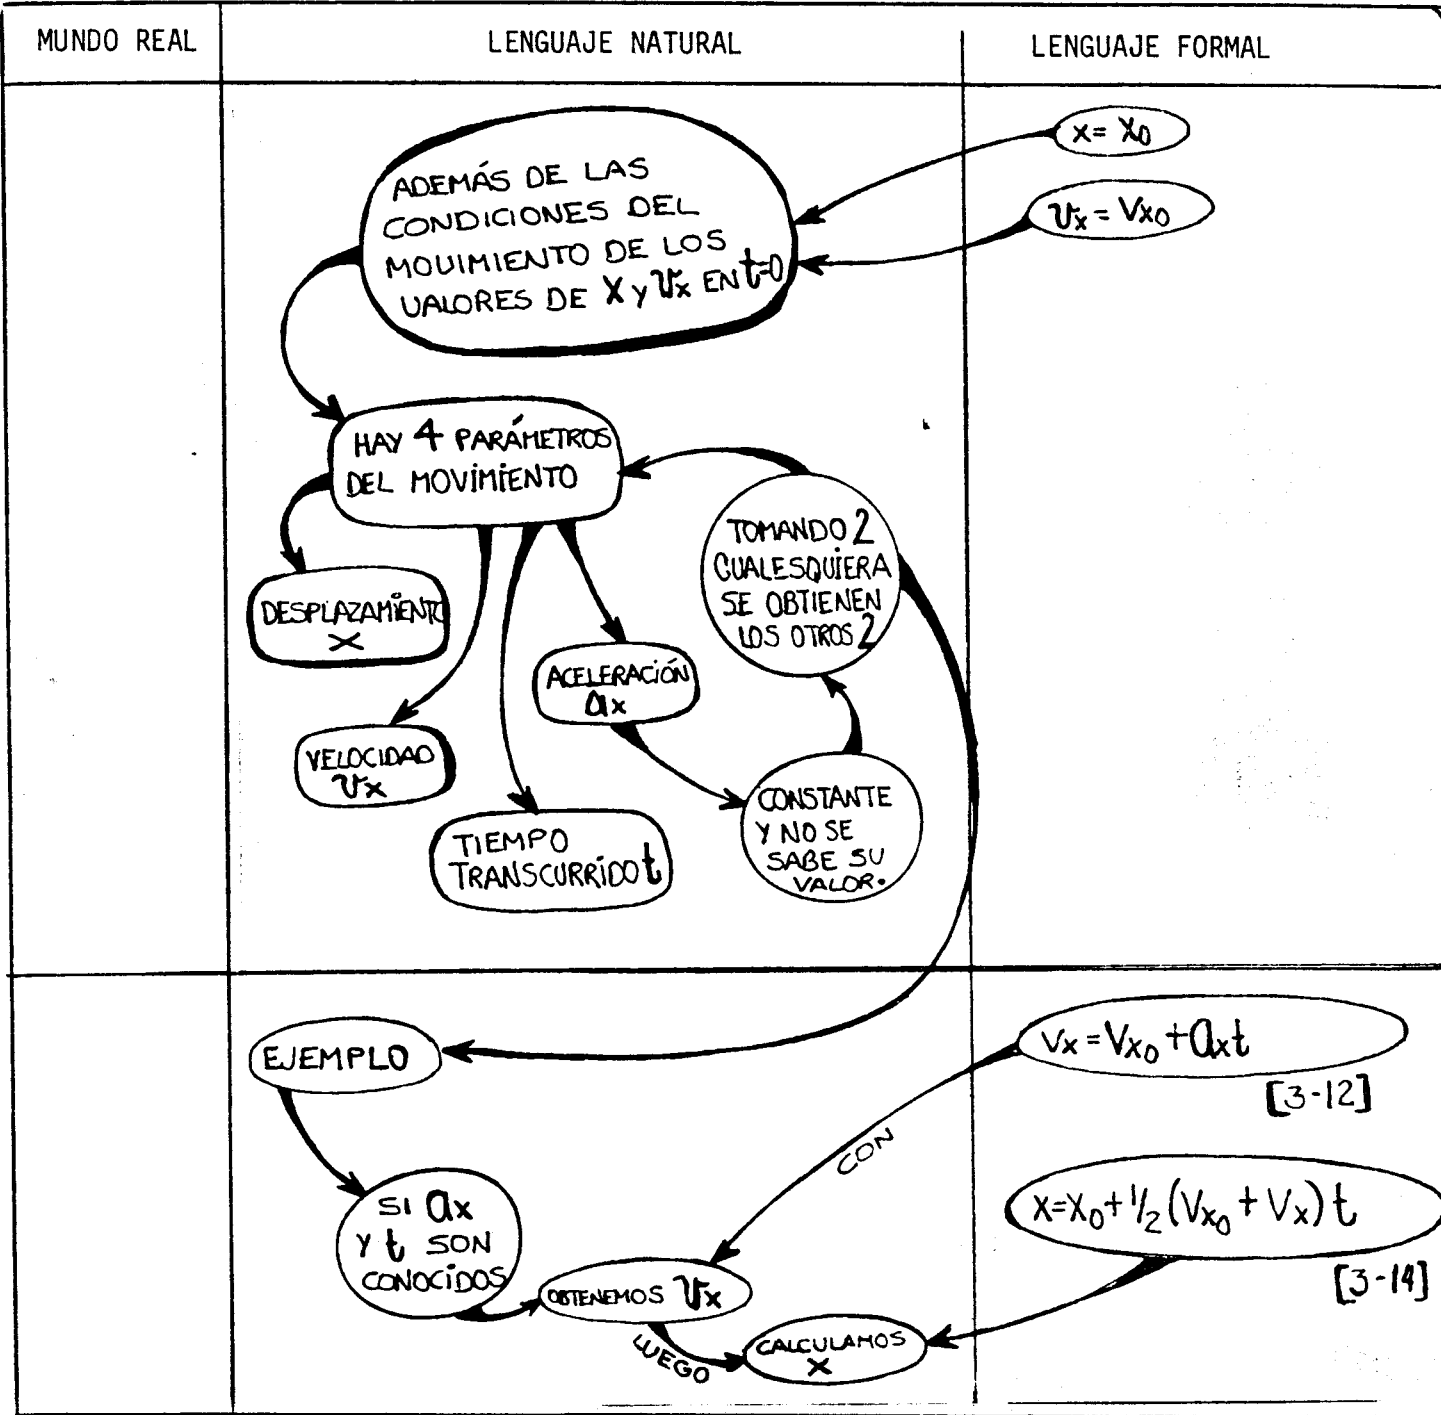 MUNDO REAL
LENGUAJE NATURAL
LENGUAJE FORMAL
ADEMÁS DE LAS
CONDICIONES DEL
MOVIMIENTO DE LOS
VALORES DE X y Vx EN t=0
x = X₀
Vx = Vx₀
HAY 4 PARÁMETROS
DEL MOVIMIENTO
DESPLAZAMIENTO
X
VELOCIDAD
Vx
TIEMPO
TRANSCURRIDO t
ACELERACIÓN
ax
CONSTANTE
Y NO SE
SABE SU
VALOR.
TOMANDO 2
CUALESQUIERA
SE OBTIENEN
LOS OTROS 2
EJEMPLO
SI ax
Y t SON
CONOCIDOS
OBTENEMOS Vx
CON
Vx = Vx₀ + axt
[3-12]
LUEGO
CALCULAMOS
X
X = X₀ + 1/2 (Vx₀ + Vx) t
[3-14]